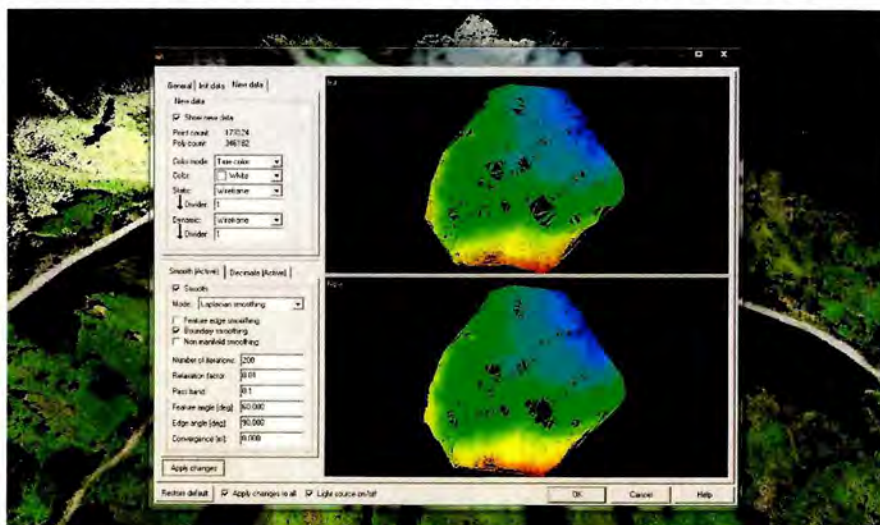 General Init data New data
New data
Show new data
Point count:
Poly count:
Color mode: True color
Color: White
Static: Wireframe
Divider: 1
Dynamic: Wireframe
Divider: 1
Smooth (Active) Decimate (Active)
Smooth
Mode: Laplacian smoothing
Feature edge smoothing
Boundary smoothing
Non manifold smoothing
Number of iterations: 200
Relaxation factor: 0.01
Pass band: 0.1
Feature angle [deg]: 60.000
Edge angle [deg]: 90.000
Convergence [m]: 0.000
Apply changes
Restore default Apply changes to all Light source on/off OK Cancel Help